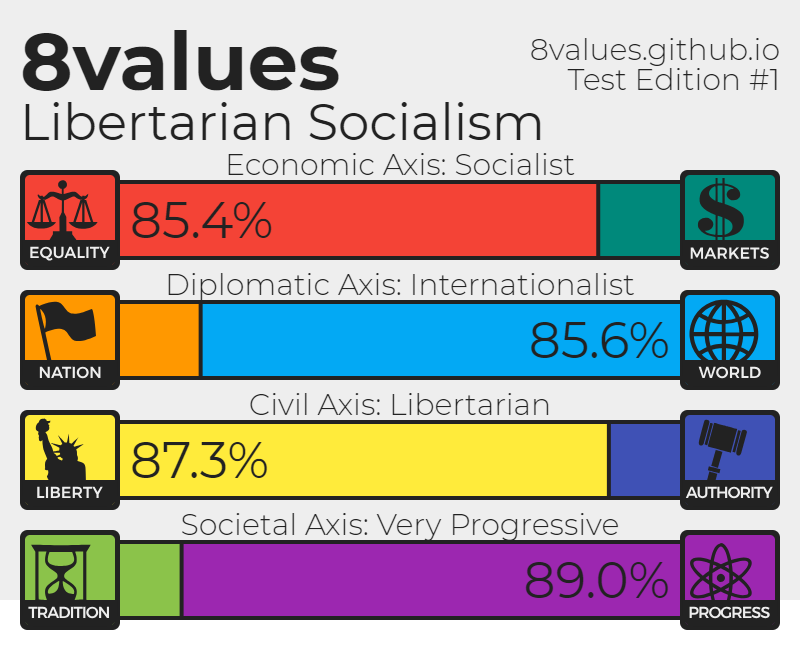 8values
8values.github.io
Test Edition #1
Libertarian Socialism
Economic Axis: Socialist
EQUALITY
85.4%
MARKETS
Diplomatic Axis: Internationalist
NATION
85.6%
WORLD
Civil Axis: Libertarian
LIBERTY
87.3%
AUTHORITY
Societal Axis: Very Progressive
TRADITION
89.0%
PROGRESS